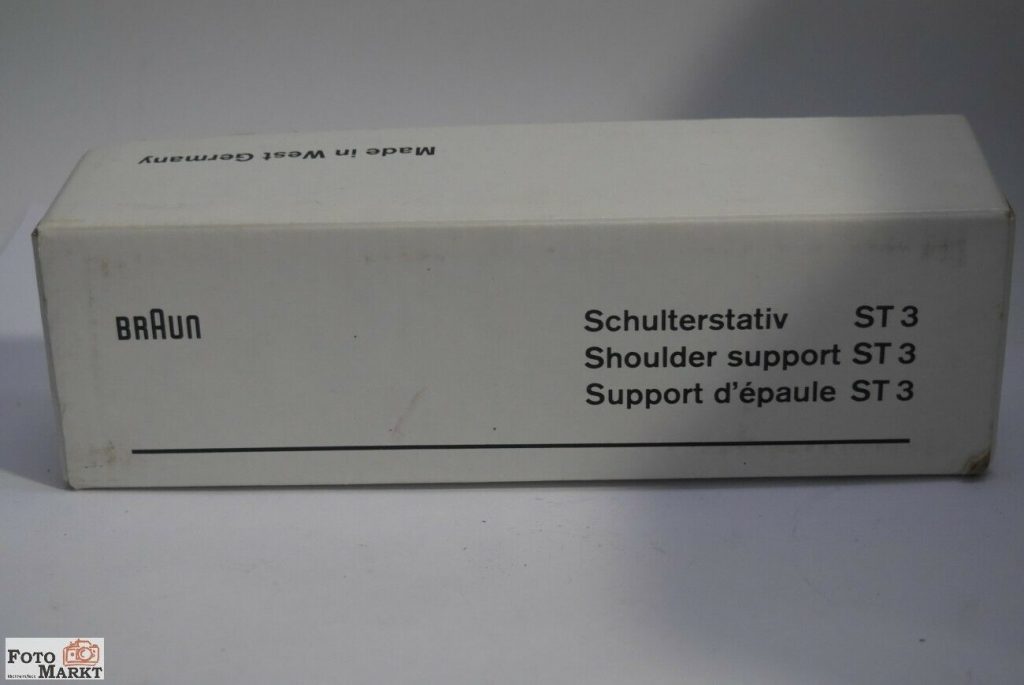 Made in West Germany
BRAUN
Schulterstativ ST 3
Shoulder support ST 3
Support d'épaule ST 3
FOTO
MARKT